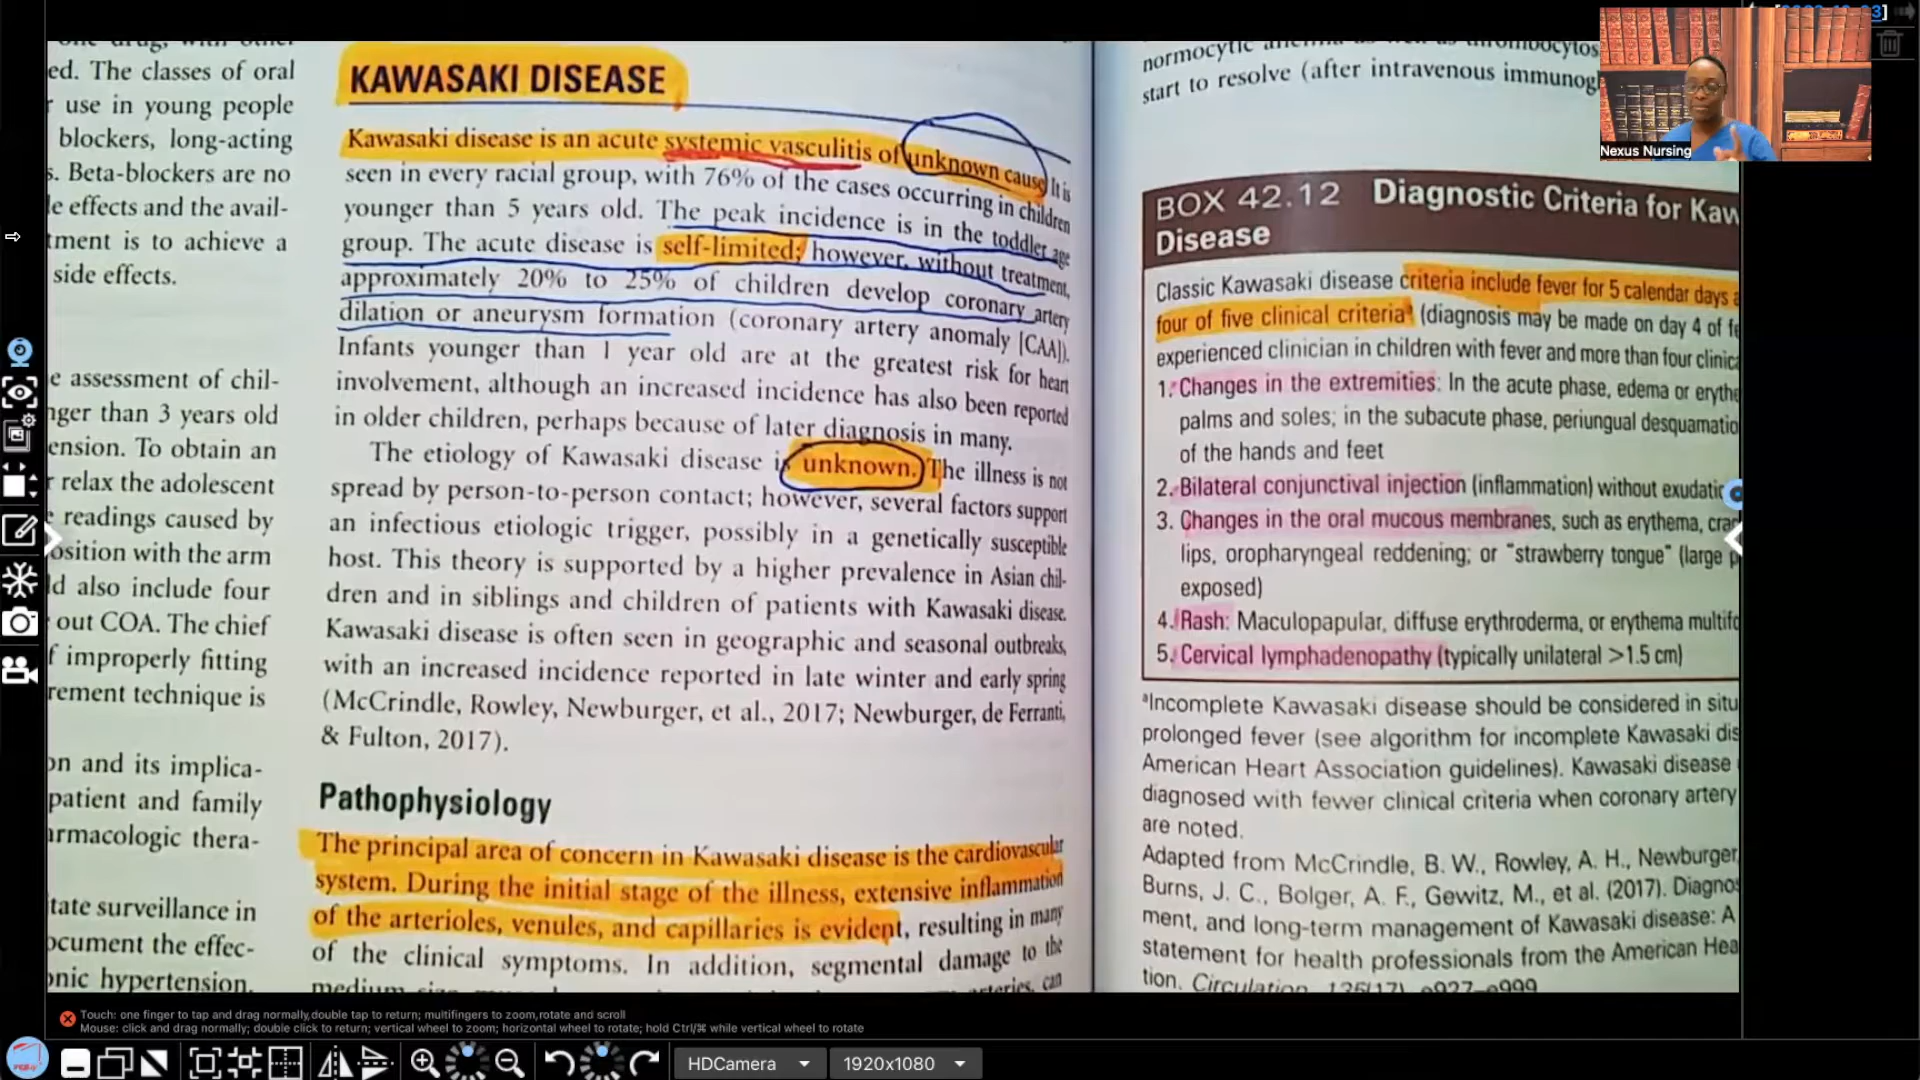 ed. The classes of oral
use in young people
blockers, long-acting
s. Beta-blockers are no
le effects and the avail-
tment is to achieve a
side effects.
e assessment of chil-
nger than 3 years old
ension. To obtain an
r relax the adolescent
e readings caused by
osition with the arm
ld also include four
out COA. The chief
f improperly fitting
rement technique is
on and its implica-
patient and family
armacologic thera-
itate surveillance in
ocument the effec-
onic hypertension.
KAWASAKI DISEASE
Kawasaki disease is an acute systemic vasculitis of unknown cause It is
seen in every racial group, with 76% of the cases occurring in children
younger than 5 years old. The peak incidence is in the toddler age
group. The acute disease is self-limited; however, without treatment,
approximately 20% to 25% of children develop coronary artery
dilation or aneurysm formation (coronary artery anomaly [CAA]).
Infants younger than 1 year old are at the greatest risk for heart
involvement, although an increased incidence has also been reported
in older children, perhaps because of later diagnosis in many.
The etiology of Kawasaki disease is unknown. The illness is not
spread by person-to-person contact; however, several factors support
an infectious etiologic trigger, possibly in a genetically susceptible
host. This theory is supported by a higher prevalence in Asian chil-
dren and in siblings and children of patients with Kawasaki disease.
Kawasaki disease is often seen in geographic and seasonal outbreaks,
with an increased incidence reported in late winter and early spring
(McCrindle, Rowley, Newburger, et al., 2017; Newburger, de Ferranti,
& Fulton, 2017).
Pathophysiology
The principal area of concern in Kawasaki disease is the cardiovascular
system. During the initial stage of the illness, extensive inflammation
of the arterioles, venules, and capillaries is evident, resulting in many
of the clinical symptoms. In addition, segmental damage to the
normocytic
start to resolve (after intravenous immunog
BOX 42.12 Diagnostic Criteria for Kaw
Disease
Classic Kawasaki disease criteria include fever for 5 calendar days a
four of five clinical criteriaª (diagnosis may be made on day 4 of fe
experienced clinician in children with fever and more than four clinica
1. Changes in the extremities: In the acute phase, edema or erythe
palms and soles; in the subacute phase, periungual desquamatio
of the hands and feet
2. Bilateral conjunctival injection (inflammation) without exudatio
3. Changes in the oral mucous membranes, such as erythema, crac
lips, oropharyngeal reddening; or "strawberry tongue" (large p
exposed)
4. Rash: Maculopapular, diffuse erythroderma, or erythema multifo
5. Cervical lymphadenopathy (typically unilateral >1.5 cm)
ªIncomplete Kawasaki disease should be considered in situ
prolonged fever (see algorithm for incomplete Kawasaki dis
American Heart Association guidelines). Kawasaki disease
diagnosed with fewer clinical criteria when coronary artery
are noted.
Adapted from McCrindle, B. W., Rowley, A. H., Newburger,
Burns, J. C., Bolger, A. F., Gewitz, M., et al. (2017). Diagnos
ment, and long-term management of Kawasaki disease: A
statement for health professionals from the American Hea
tion. Circulation, 135(17), e927–e999
Nexus Nursing
Touch: one finger to tap and drag normally,double tap to return; multifingers to zoom,rotate and scroll
Mouse: click and drag normally; double click to return; vertical wheel to zoom; horizontal wheel to rotate; hold Ctrl/⌘ while vertical wheel to rotate
HDCamera
1920x1080